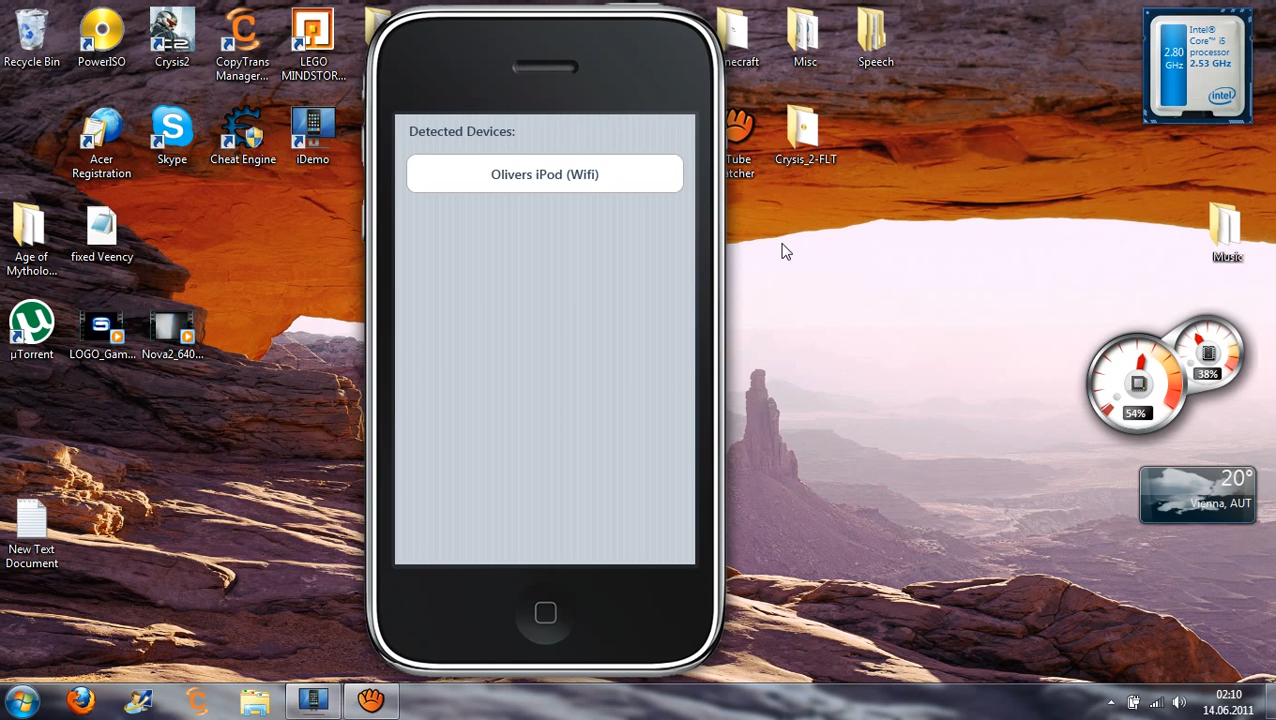 Recycle Bin
PowerISO
Crysis2
CopyTrans
Manager...
LEGO
MINDSTOR...
Misc
Speech
Acer
Registration
Skype
Cheat Engine
iDemo
Tube
Crysis_2-FLT
Age of
Mytholo...
fixed Veency
µTorrent
LOGO_Gam...
Nova2_640...
New Text
Document
Detected Devices:
Olivers iPod (Wifi)
2.80
GHz
Intel®
Core™ i5
processor
2.53 GHz
intel
Music
38%
54%
20°
Vienna, AUT
02:10
14.06.2011